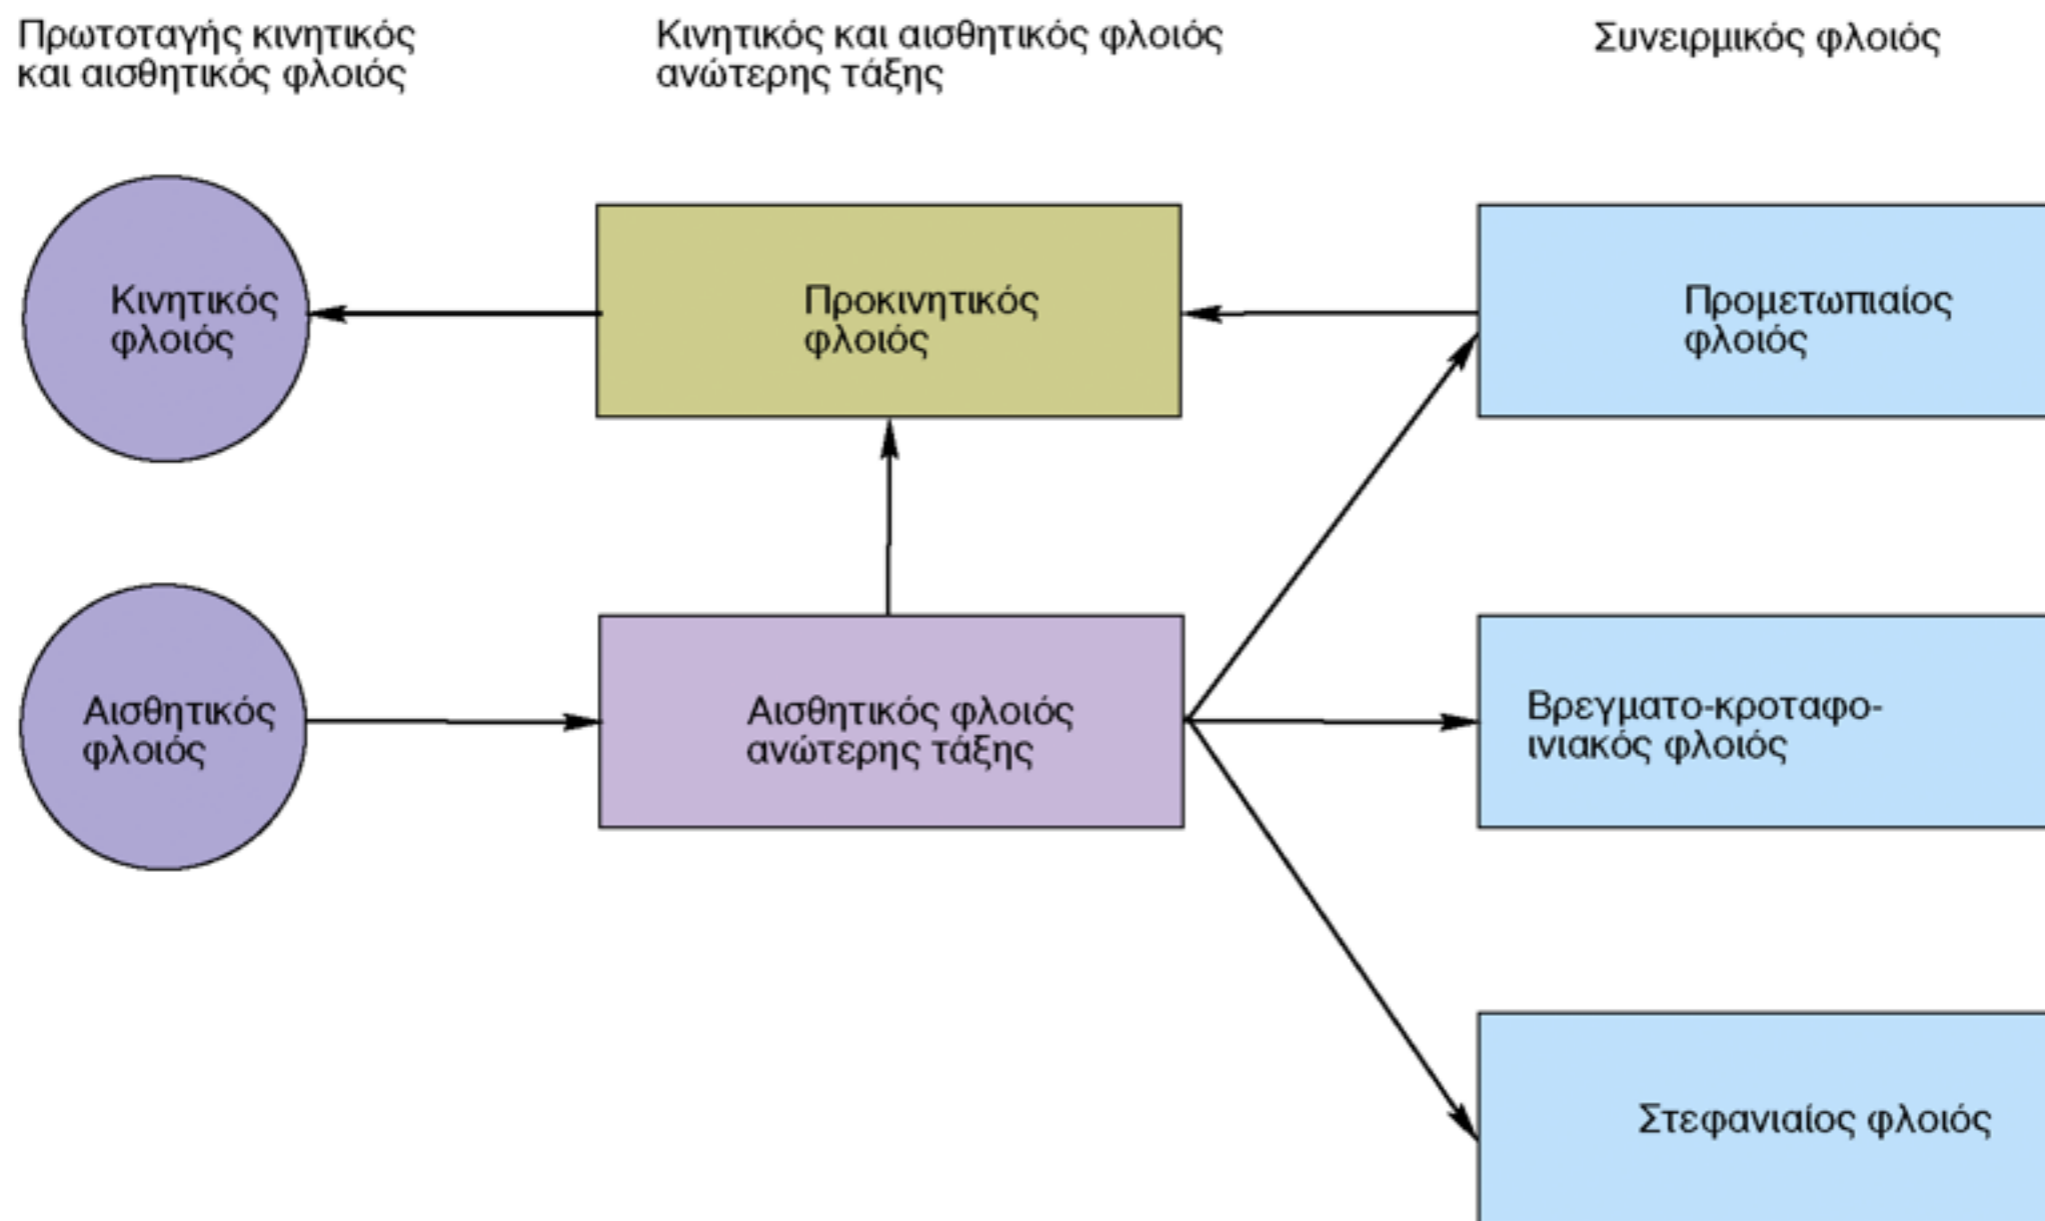 Πρωτοταγής κινητικός
και αισθητικός φλοιός
Κινητικός και αισθητικός φλοιός
ανώτερης τάξης
Συνειρμικός φλοιός
Κινητικός
φλοιός
Προκινητικός
φλοιός
Προμετωπιαίος
φλοιός
Αισθητικός
φλοιός
Αισθητικός φλοιός
ανώτερης τάξης
Βρεγματο-κροταφο-
ινιακός φλοιός
Στεφανιαίος φλοιός